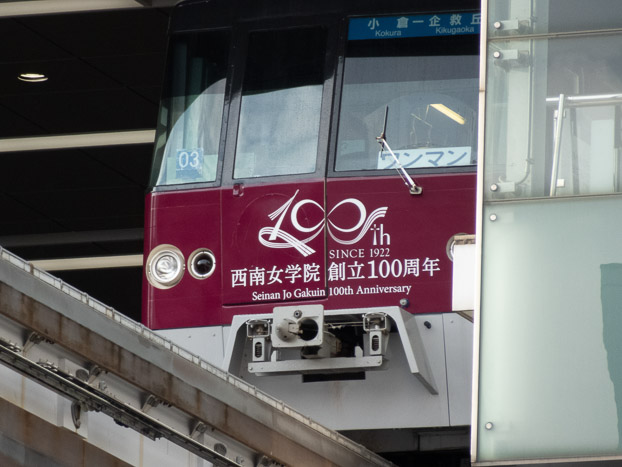 小倉－企救丘
Kokura Kikugaoka
03
ワンマン
100th
SINCE 1922
西南女学院 創立100周年
Seinan Jo Gakuin 100th Anniversary